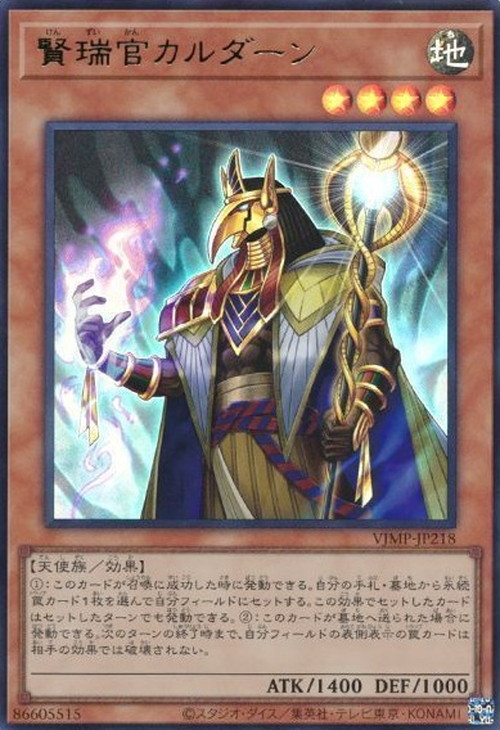 賢瑞官カルダーン
地
VJMP-JP218
【天使族/効果】
①:このカードが召喚に成功した時に発動できる。自分の手札・墓地から永続
罠カード1枚を選んで自分フィールドにセットする。この効果でセットしたカード
はセットしたターンでも発動できる。②:このカードが墓地へ送られた場合に
発動できる。次のターンの終了時まで、自分フィールドの表側表示の罠カードは
相手の効果では破壊されない。
ATK/1400 DEF/1000
86605515
©スタジオ・ダイス/集英社・テレビ東京・KONAMI